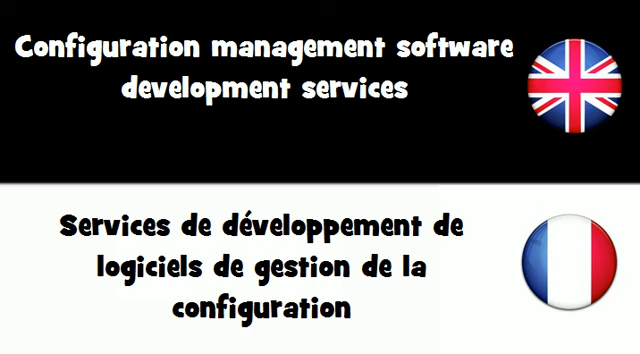 Configuration management software
development services
Services de développement de
logiciels de gestion de la
configuration